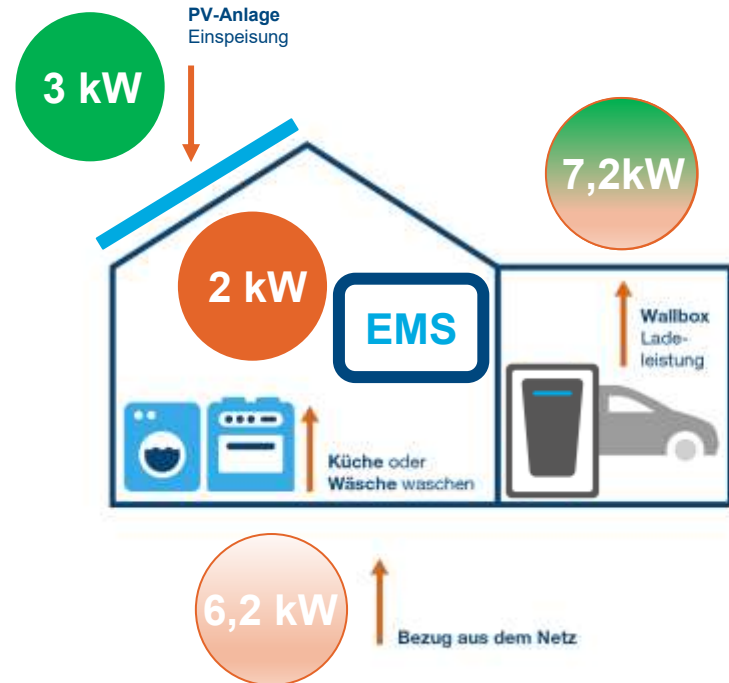 PV-Anlage
Einspeisung
3 kW
7,2kW
2 kW
EMS
Wallbox
Lade-
leistung
Küche oder
Wäsche waschen
6,2 kW
Bezug aus dem Netz